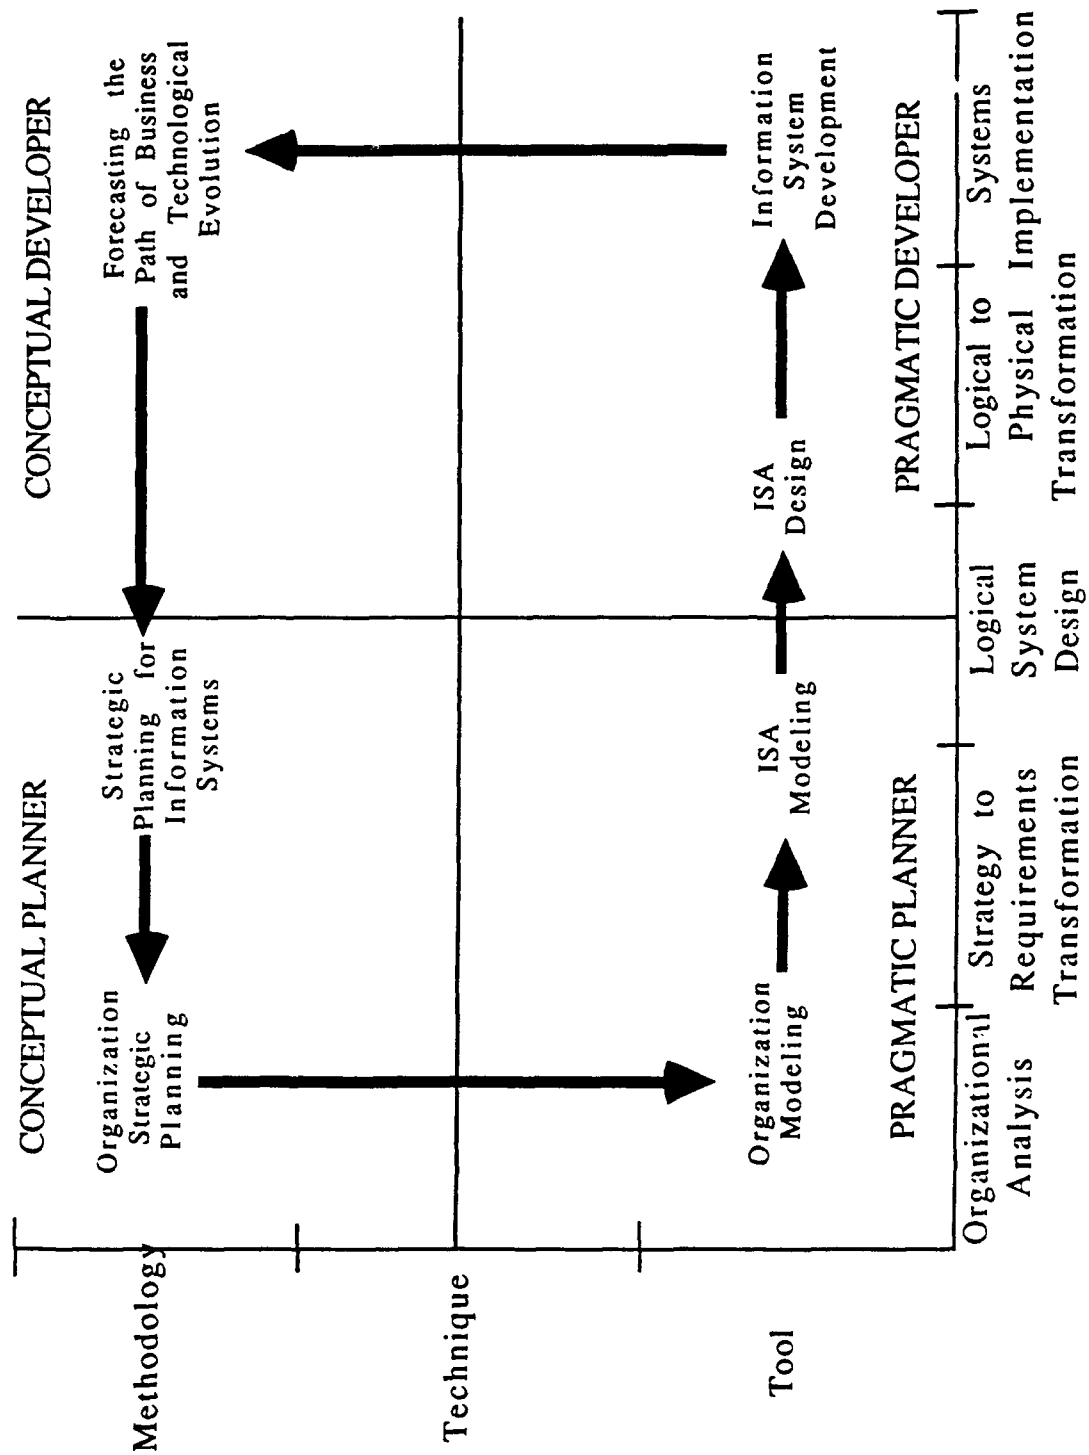 CONCEPTUAL PLANNER
CONCEPTUAL DEVELOPER
Methodology
Organization
Strategic
Planning
Strategic
Planning for
Information
Systems
Forecasting the
Path of Business
and Technological
Evolution
Technique
Tool
Organization
Modeling
ISA
Modeling
ISA
Design
Information
System
Development
PRAGMATIC PLANNER
PRAGMATIC DEVELOPER
Organizational
Analysis
Strategy to
Requirements
Transformation
Logical
System
Design
Logical to
Physical
Transformation
Systems
Implementation